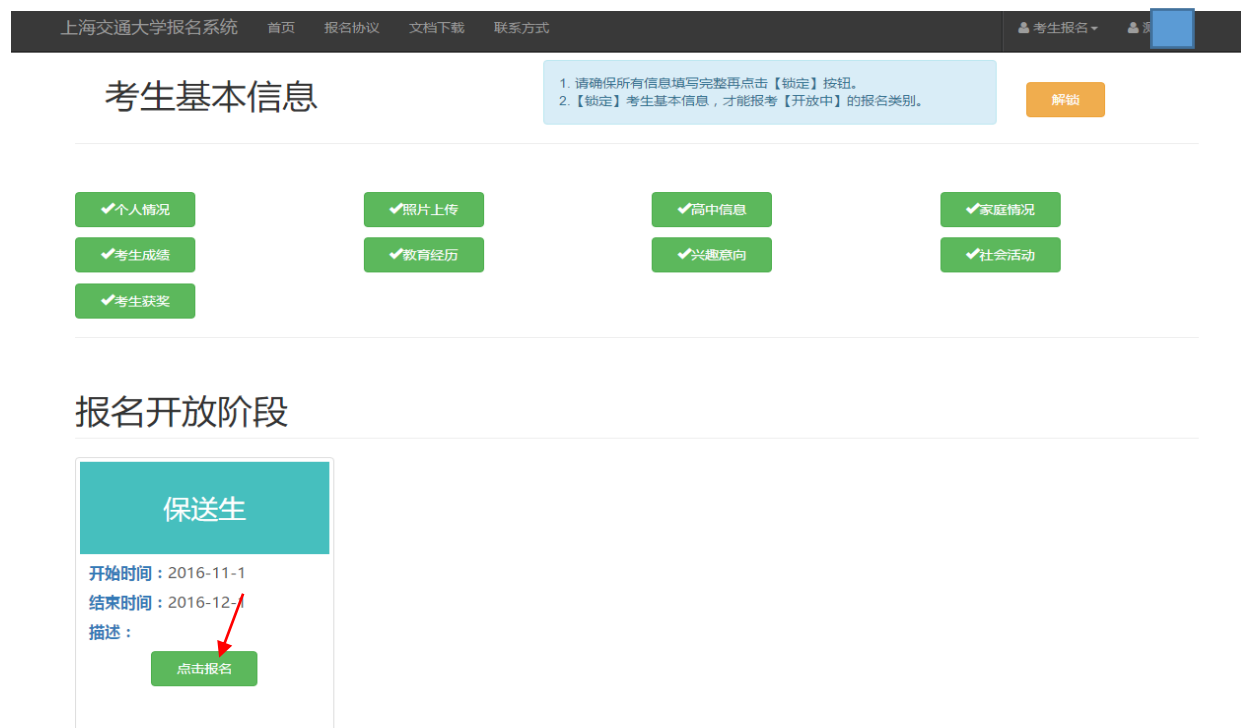 上海交通大学报名系统 首页 报名协议 文档下载 联系方式 考生报名
考生基本信息
1. 请确保所有信息填写完整再点击【锁定】按钮。
2.【锁定】考生基本信息，才能报考【开放中】的报名类别。
解锁
个人情况 照片上传 高中信息 家庭情况
考生成绩 教育经历 兴趣意向 社会活动
考生获奖
报名开放阶段
保送生
开始时间：2016-11-1
结束时间：2016-12-1
描述：
点击报名